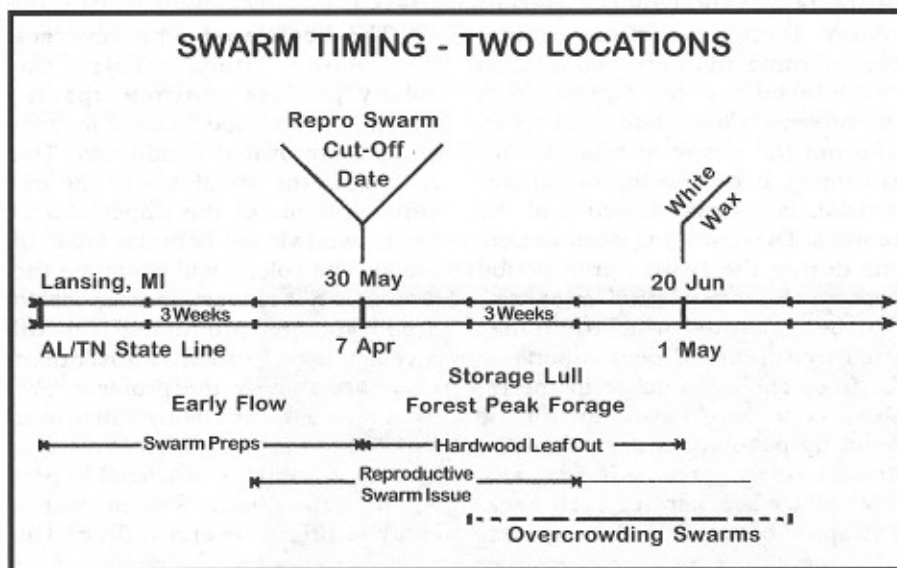 SWARM TIMING - TWO LOCATIONS
Repro Swarm
Cut-Off
Date
White
Wax
Lansing, MI
30 May
20 Jun
3 Weeks
3 Weeks
AL/TN State Line
7 Apr
1 May
Storage Lull
Early Flow
Forest Peak Forage
Swarm Preps
Hardwood Leaf Out
Reproductive
Swarm Issue
Overcrowding Swarms